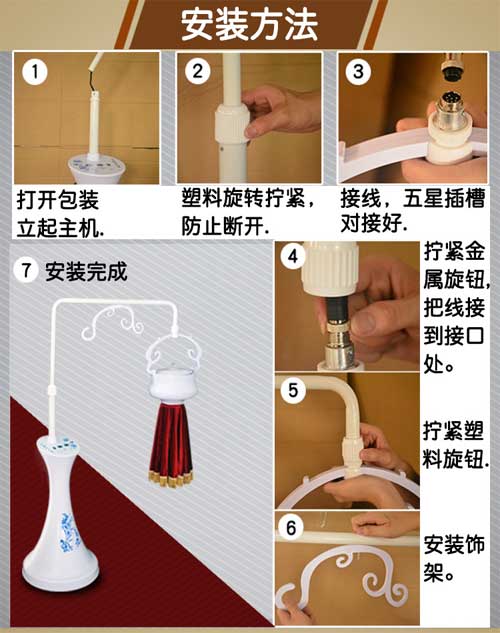 安装方法
1
打开包装
立起主机.
2
塑料旋转拧紧，
防止断开.
3
接线，五星插槽
对接好.
4
拧紧金
属旋钮,
把线接
到接口
处。
5
拧紧塑
料旋钮.
6
安装饰
架。
7 安装完成